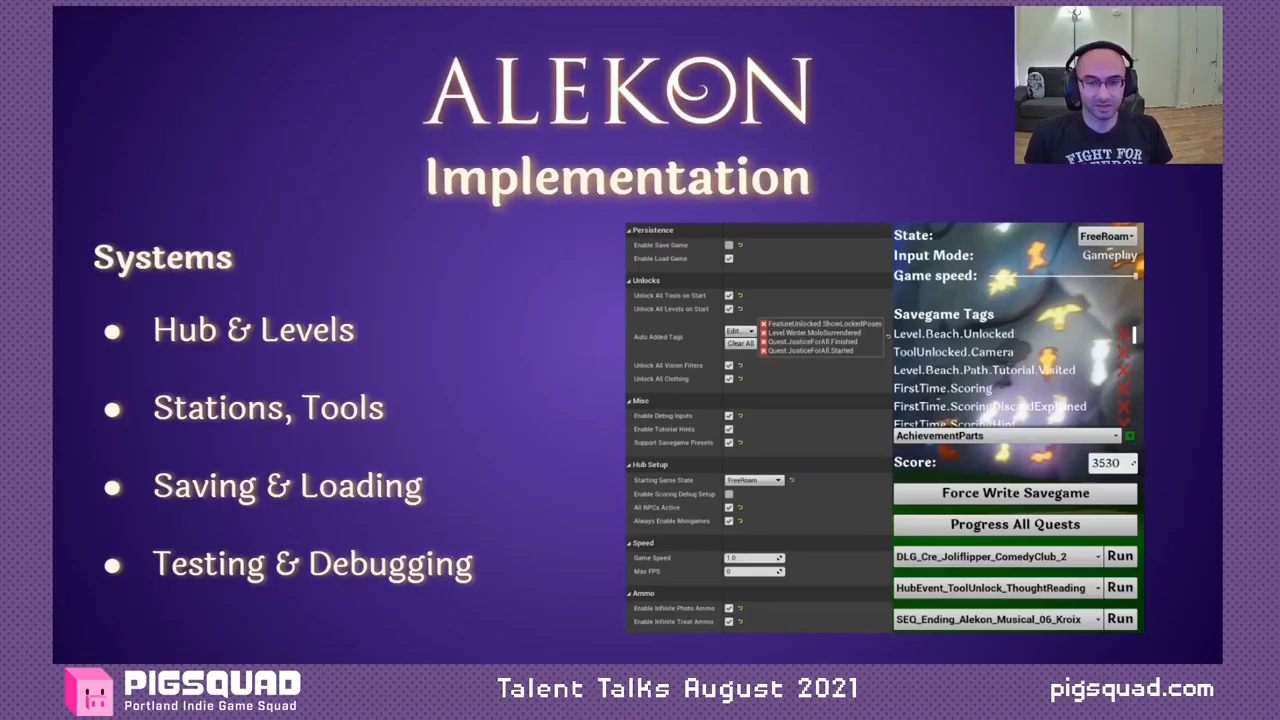 ALEKON
Implementation
FIGHT FOR
Systems
Hub & Levels
Stations, Tools
Saving & Loading
Testing & Debugging
Persistence
Enable Save Game
Enable Load Game
Unlocks
Unlock All Tools on Start
Unlock All Levels on Start
Auto Added Tags
Edit...
Clear All
FeatureUnlocked.ShowLockedPoses
Level.Winter.MoloSurrendered
Quest.JusticeForAll.Finished
Quest.JusticeForAll.Started
Unlock All Vision Filters
Unlock All Clothing
Misc
Enable Debug Inputs
Enable Tutorial Hints
Support Savegame Presets
Hub Setup
Starting Game State FreeRoam
Enable Scoring Debug Setup
All NPCs Active
Always Enable Minigames
Speed
Game Speed 1.0
Max FPS 0
Ammo
Enable Infinite Photo Ammo
Enable Infinite Treat Ammo
State: FreeRoam
Input Mode: Gameplay
Game speed:
Savegame Tags
Level.Beach.Unlocked
ToolUnlocked.Camera
Level.Beach.Path.Tutorial.Visited
FirstTime.Scoring
FirstTime.ScoringDiscardExplained
FirstTime.ScoringHint
AchievementParts
Score: 3530
Force Write Savegame
Progress All Quests
DLG_Cre_Joliflipper_ComedyClub_2 Run
HubEvent_ToolUnlock_ThoughtReading Run
SEQ_Ending_Alekon_Musical_06_Kroix Run
PIGSQUAD
Portland Indie Game Squad
Talent Talks August 2021
pigsquad.com